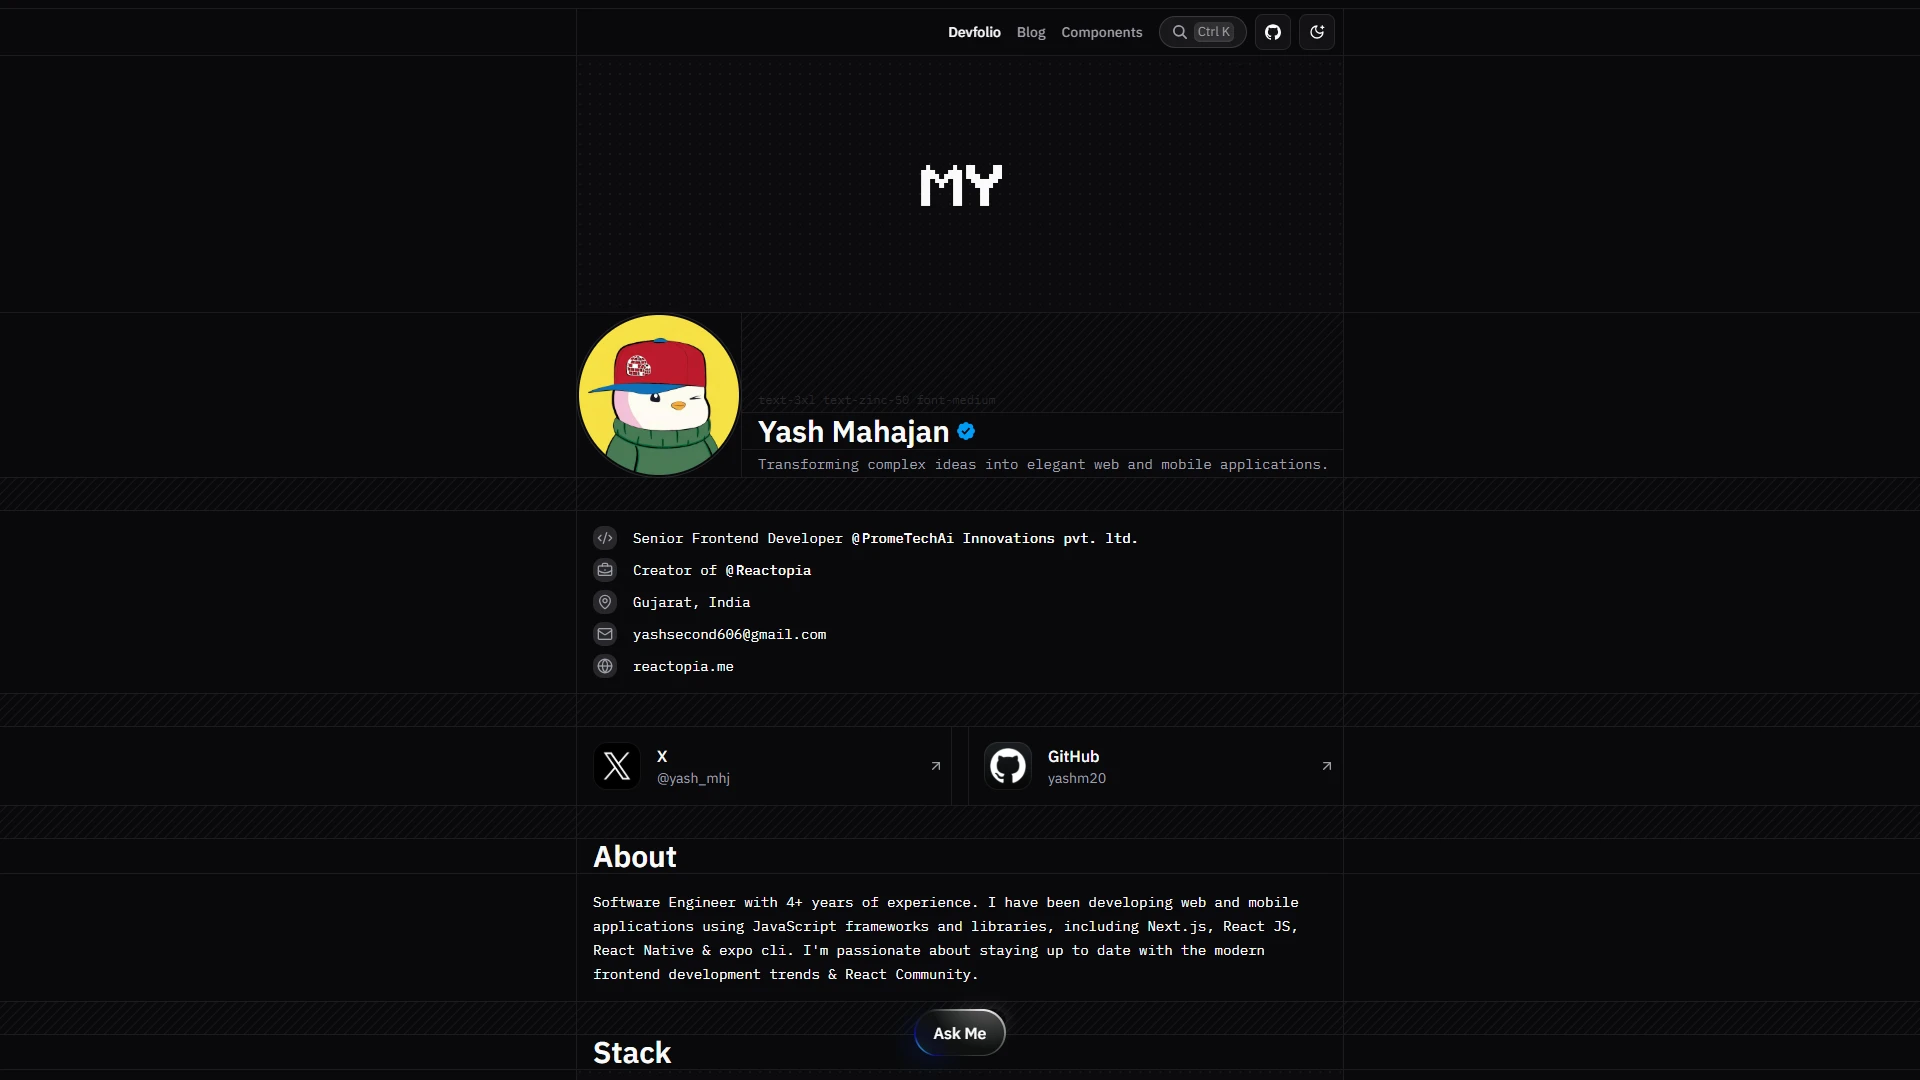 Devfolio Blog Components Ctrl K
MY
text-3xl text-zinc-50 font-medium
Yash Mahajan
Transforming complex ideas into elegant web and mobile applications.
Senior Frontend Developer @PromeTechAi Innovations pvt. ltd.
Creator of @Reactopia
Gujarat, India
yashsecond606@gmail.com
reactopia.me
X
@yash_mhj
GitHub
yashm20
About
Software Engineer with 4+ years of experience. I have been developing web and mobile
applications using JavaScript frameworks and libraries, including Next.js, React JS,
React Native & expo cli. I'm passionate about staying up to date with the modern
frontend development trends & React Community.
Ask Me
Stack